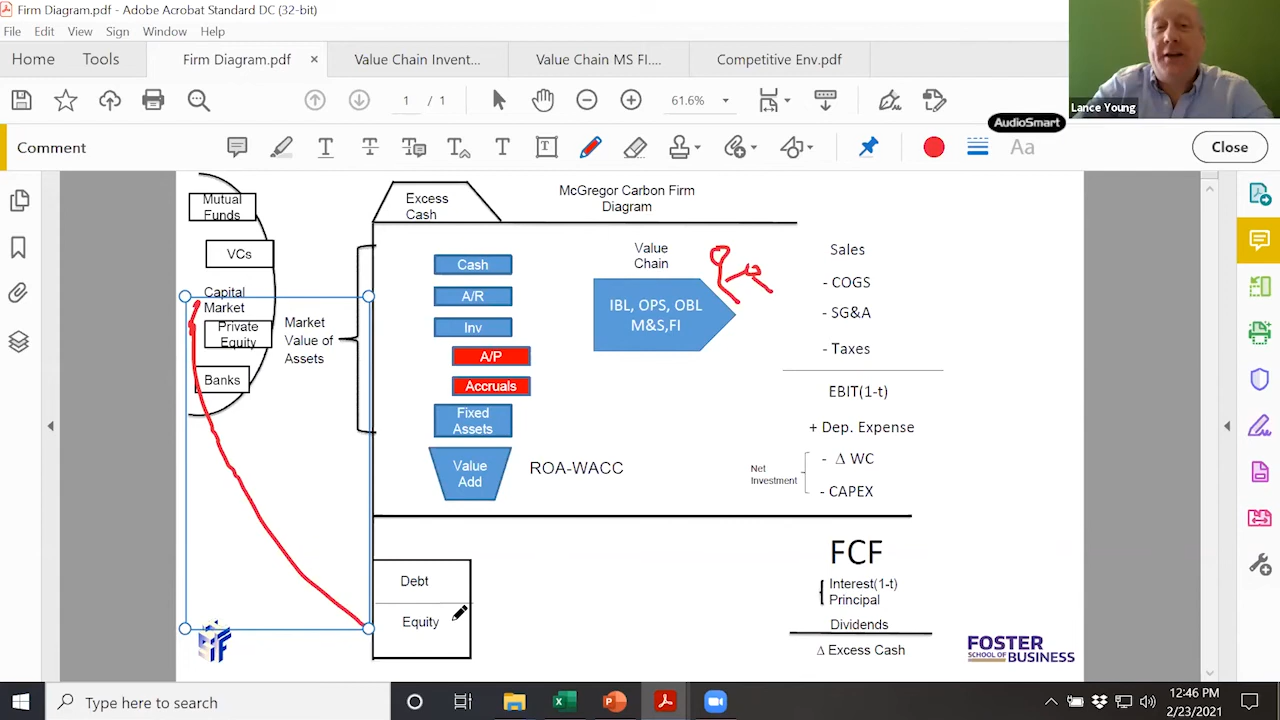 Firm Diagram.pdf - Adobe Acrobat Standard DC (32-bit)
File Edit View Sign Window Help
Home Tools Firm Diagram.pdf × Value Chain Invent... Value Chain MS FI.... Competitive Env.pdf
1 / 1 61.6%
Lance Young
AudioSmart
Comment Aa Close
Mutual
Funds
VCs
Capital
Market
Private
Equity
Banks
Market
Value of
Assets
Excess
Cash
McGregor Carbon Firm
Diagram
Cash
A/R
Inv
A/P
Accruals
Fixed
Assets
Value
Add
ROA-WACC
Value
Chain
IBL, OPS, OBL
M&S,FI
Sales
- COGS
- SG&A
- Taxes
EBIT(1-t)
+ Dep. Expense
Net
Investment
- Δ WC
- CAPEX
Debt
Equity
FCF
Interest(1-t)
Principal
Dividends
Δ Excess Cash
FOSTER
SCHOOL OF BUSINESS
Type here to search
12:46 PM
2/23/2021